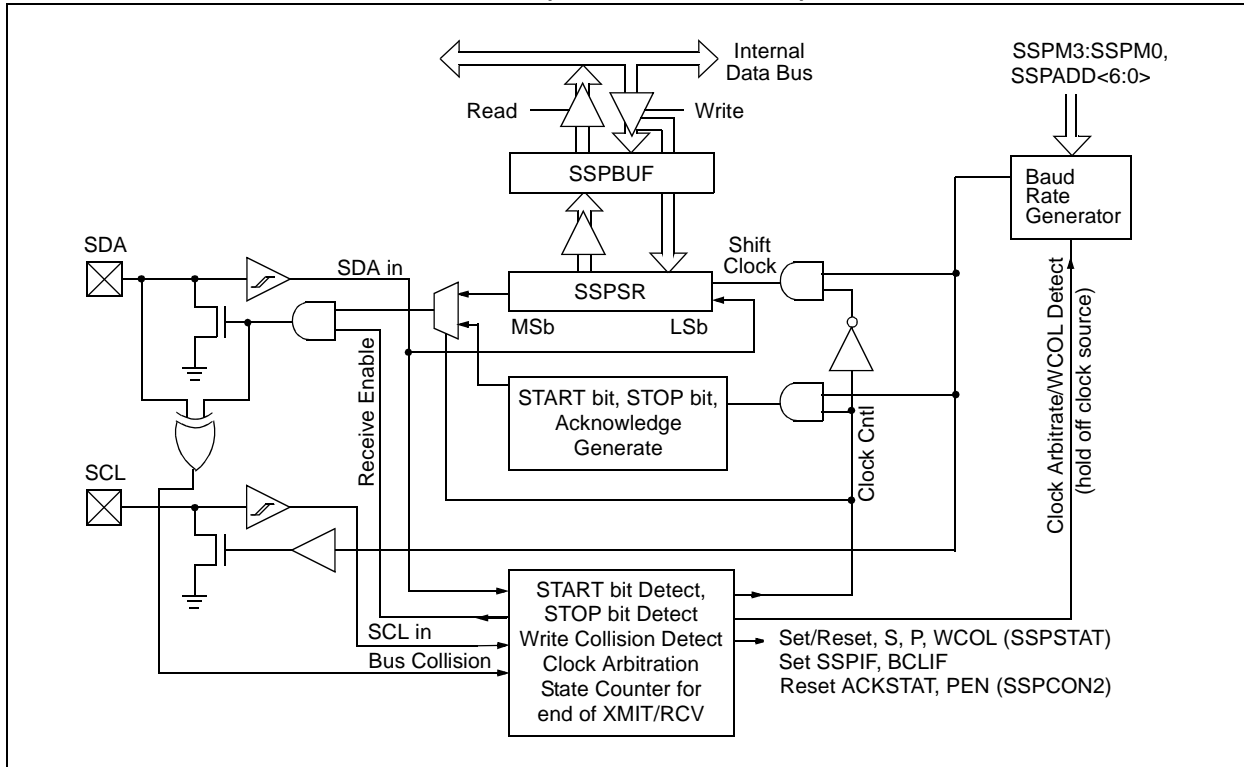 Internal
Data Bus
SSPM3:SSPM0,
SSPADD<6:0>
Read
Write
SSPBUF
Baud
Rate
Generator
SDA
SDA in
Shift
Clock
SSPSR
MSb
LSb
START bit, STOP bit,
Acknowledge
Generate
Receive Enable
Clock Cntl
Clock Arbitrate/WCOL Detect
(hold off clock source)
SCL
SCL in
Bus Collision
START bit Detect,
STOP bit Detect
Write Collision Detect
Clock Arbitration
State Counter for
end of XMIT/RCV
Set/Reset, S, P, WCOL (SSPSTAT)
Set SSPIF, BCLIF
Reset ACKSTAT, PEN (SSPCON2)